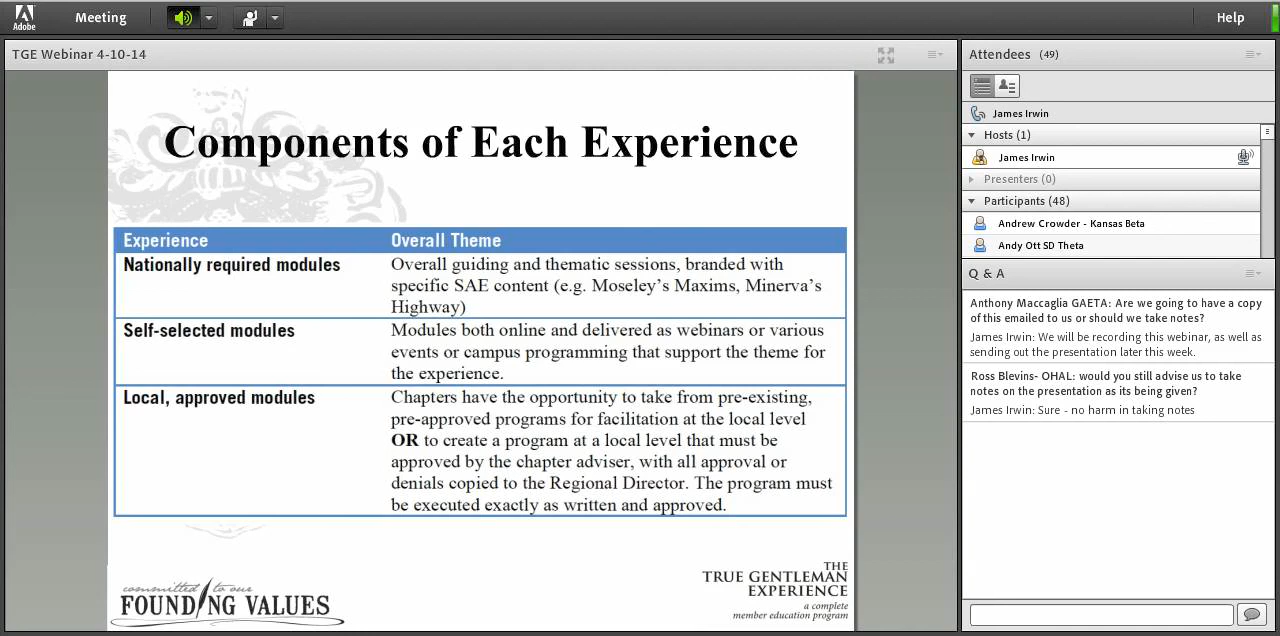 Adobe
Meeting
Help
TGE Webinar 4-10-14
Components of Each Experience
Experience Overall Theme
Nationally required modules Overall guiding and thematic sessions, branded with
specific SAE content (e.g. Moseley's Maxims, Minerva's
Highway)
Self-selected modules Modules both online and delivered as webinars or various
events or campus programming that support the theme for
the experience.
Local, approved modules Chapters have the opportunity to take from pre-existing,
pre-approved programs for facilitation at the local level
OR to create a program at a local level that must be
approved by the chapter adviser, with all approval or
denials copied to the Regional Director. The program must
be executed exactly as written and approved.
committed to our
FOUNDING VALUES
THE
TRUE GENTLEMAN
EXPERIENCE
a complete
member education program
Attendees (49)
James Irwin
Hosts (1)
James Irwin
Presenters (0)
Participants (48)
Andrew Crowder - Kansas Beta
Andy Ott SD Theta
Q & A
Anthony Maccaglia GAETA: Are we going to have a copy
of this emailed to us or should we take notes?
James Irwin: We will be recording this webinar, as well as
sending out the presentation later this week.
Ross Blevins- OHAL: would you still advise us to take
notes on the presentation as its being given?
James Irwin: Sure - no harm in taking notes